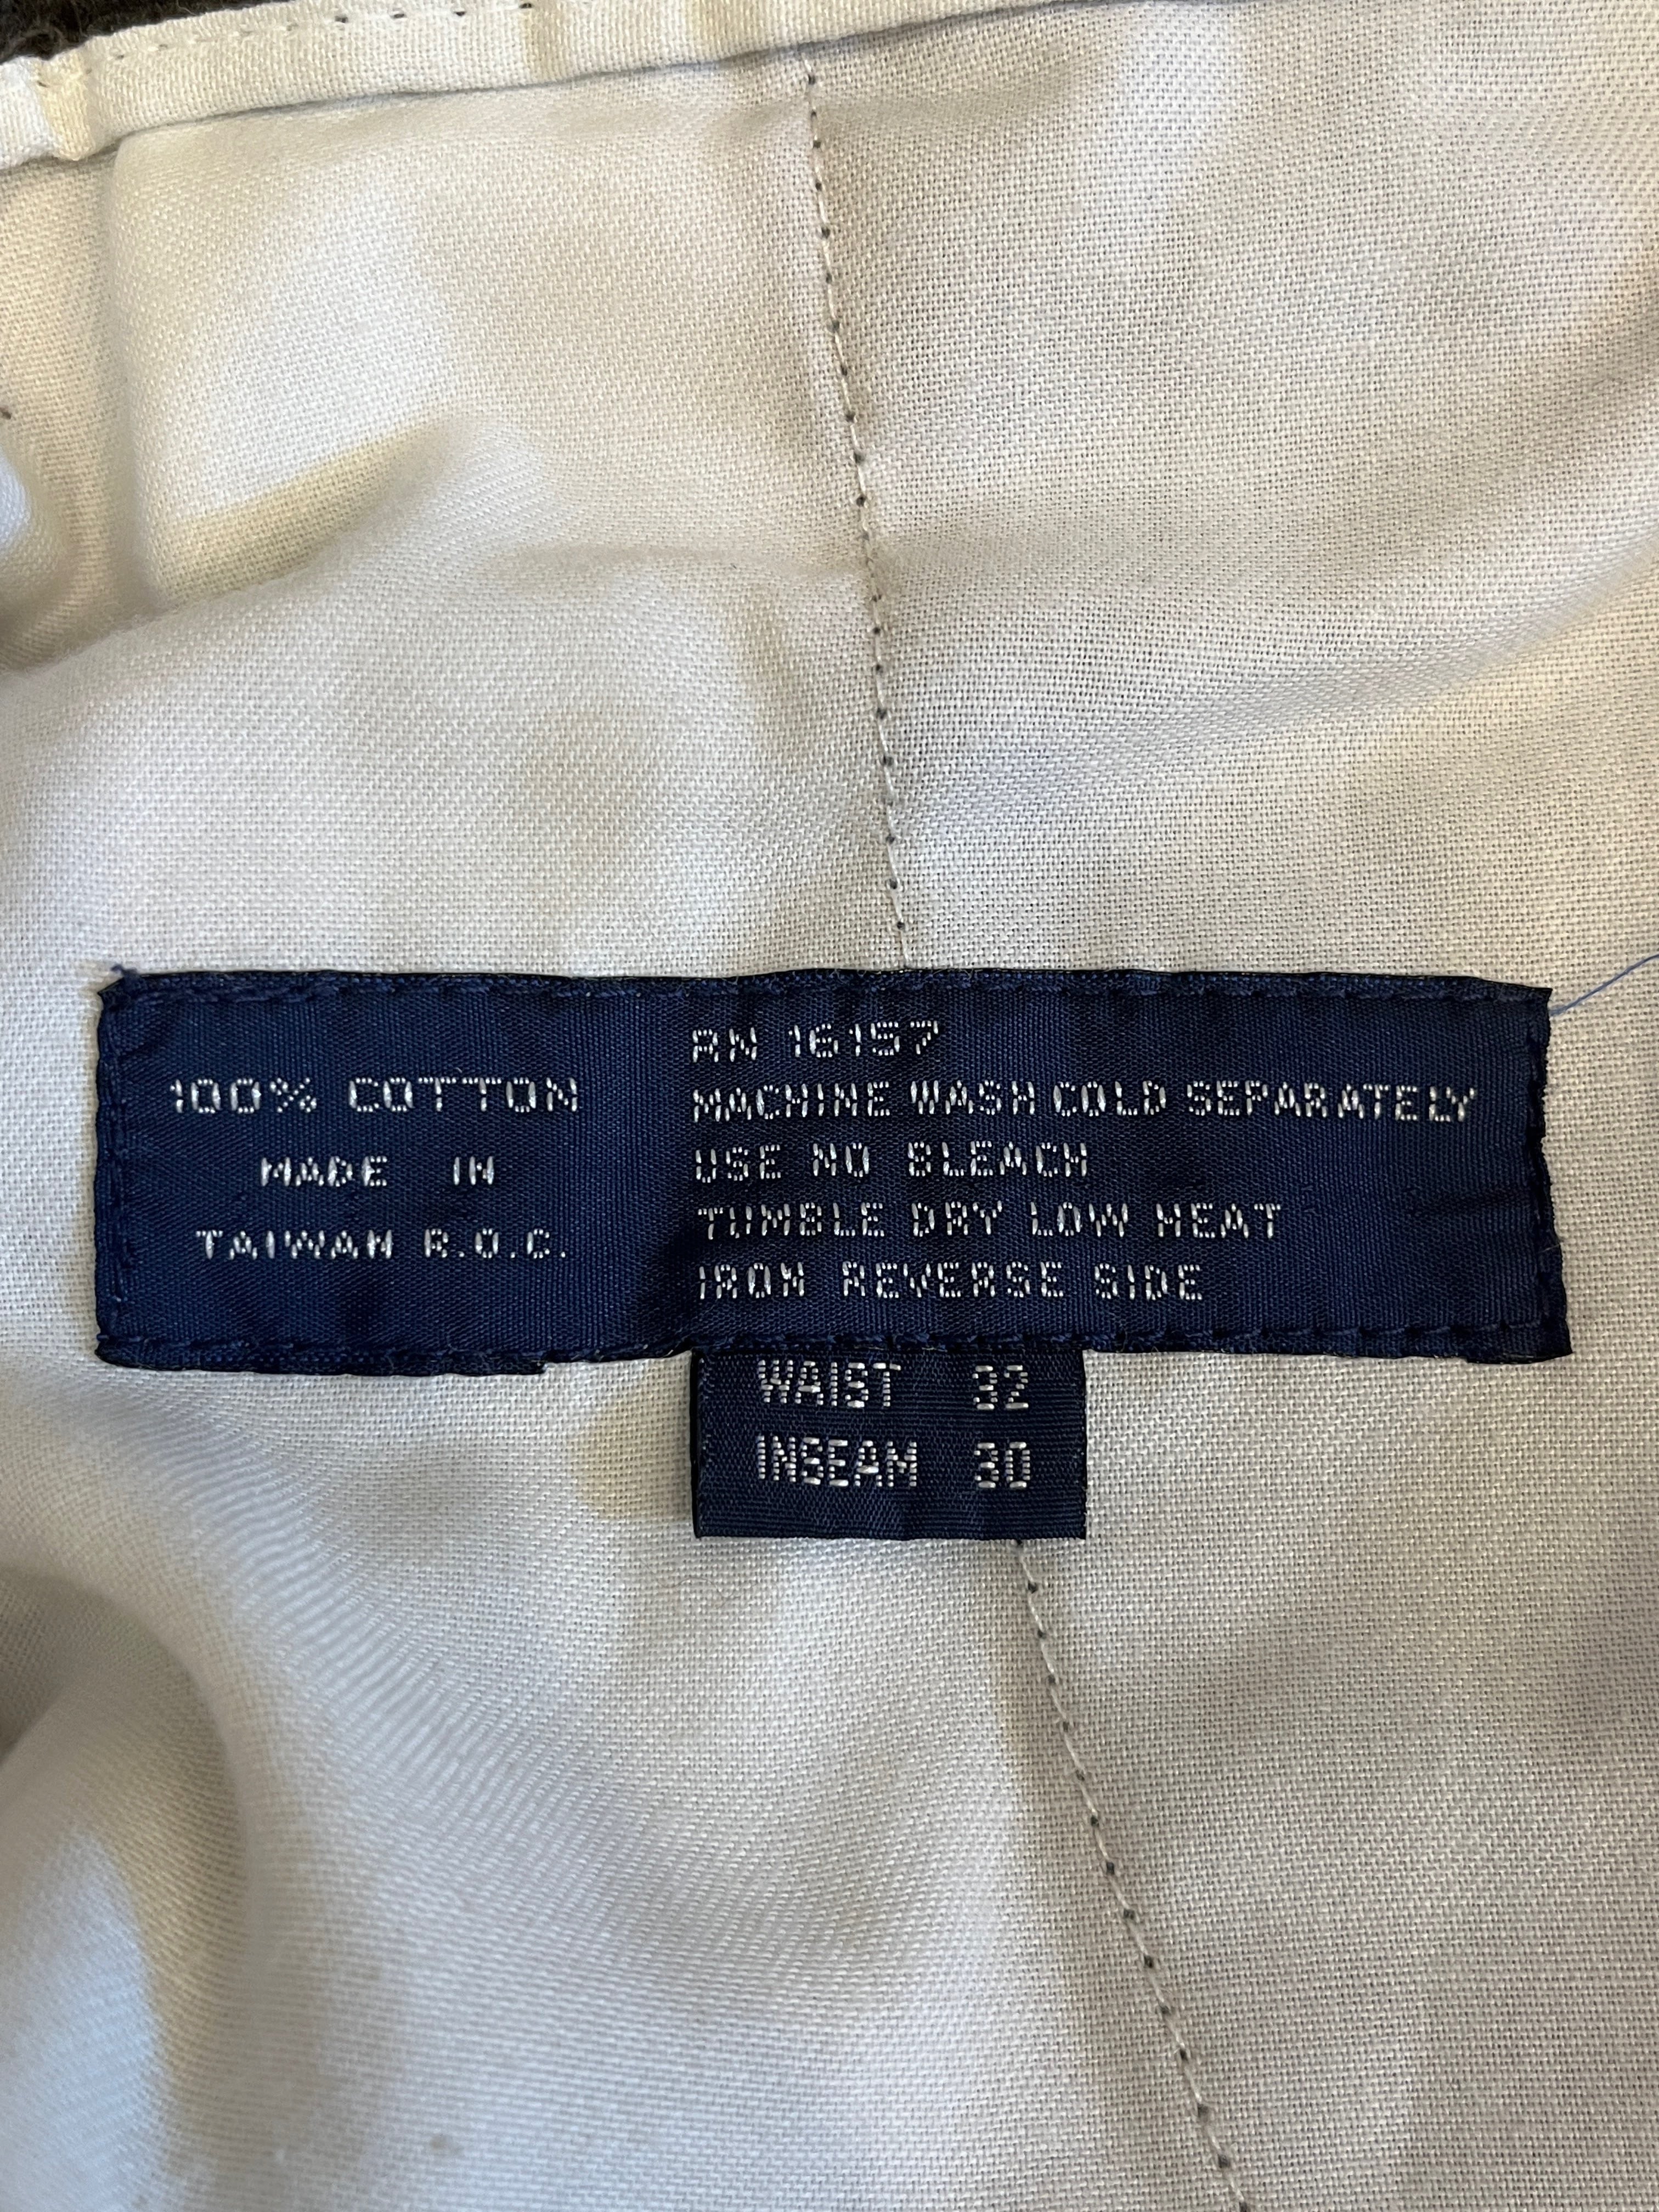 100% COTTON
MADE IN
TAIWAN R.O.C.
RN 16157
MACHINE WASH COLD SEPARATELY
USE NO BLEACH
TUMBLE DRY LOW HEAT
IRON REVERSE SIDE
WAIST 32
INSEAM 30